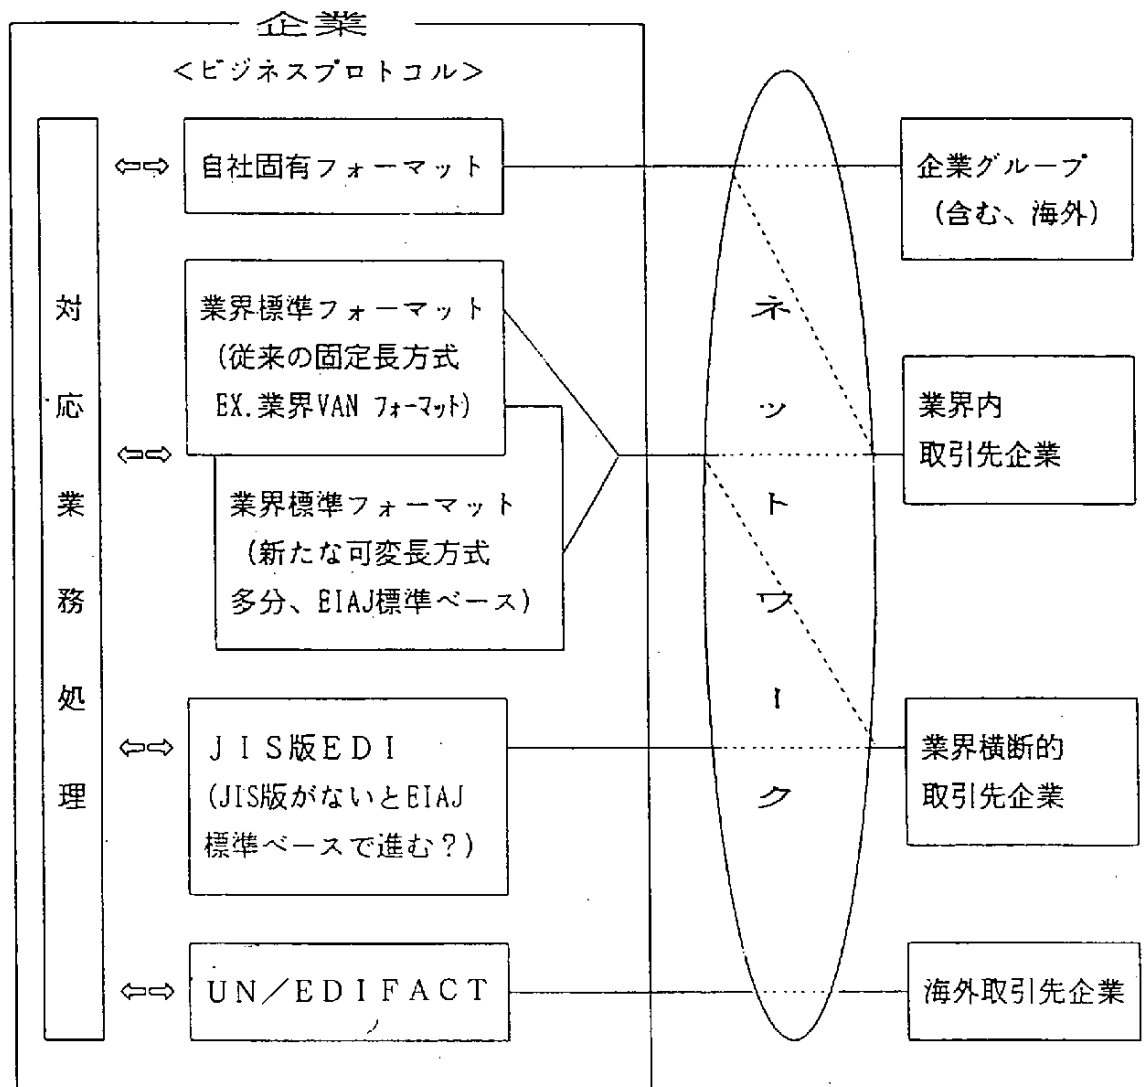 企業
<ビジネスプロトコル>
対応業務処理
自社固有フォーマット
業界標準フォーマット
(従来の固定長方式
EX.業界VAN フォーマット)
業界標準フォーマット
(新たな可変長方式
多分、EIAJ標準ベース)
JIS版EDI
(JIS版がないとEIAJ
標準ベースで進む?)
UN/EDIFACT
ネットワーク
企業グループ
(含む、海外)
業界内
取引先企業
業界横断的
取引先企業
海外取引先企業